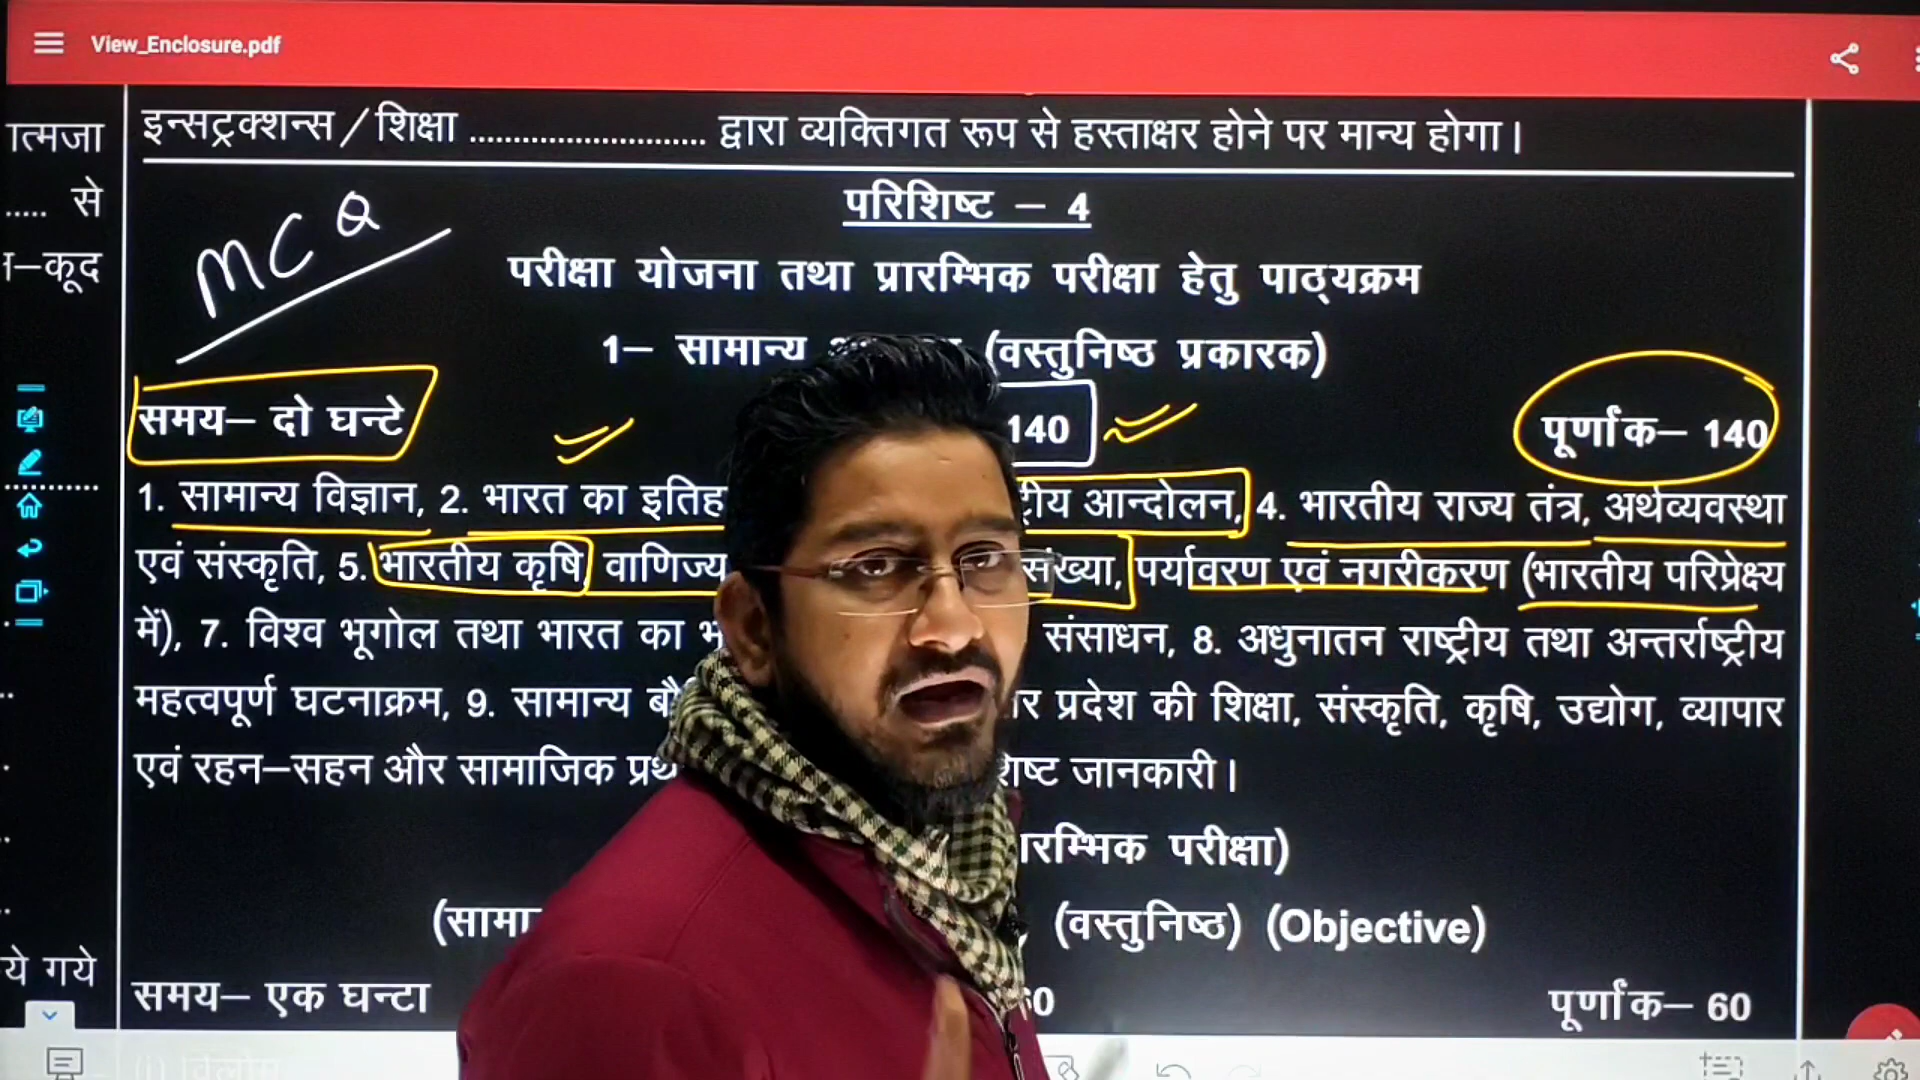 View_Enclosure.pdf
इन्सट्रक्शन्स / शिक्षा .......................... द्वारा व्यक्तिगत रूप से हस्ताक्षर होने पर मान्य होगा।
त्मजा
..... से
–कूद
MCQ
परिशिष्ट – 4
परीक्षा योजना तथा प्रारम्भिक परीक्षा हेतु पाठ्यक्रम
1– सामान्य (वस्तुनिष्ठ प्रकारक)
समय– दो घन्टे 140 पूर्णांक– 140
1. सामान्य विज्ञान, 2. भारत का आन्दोलन, 4. भारतीय राज्य तंत्र, अर्थव्यवस्था
एवं संस्कृति, 5. भारतीय कृषि, वाणिज्य पर्यावरण एवं नगरीकरण (भारतीय परिप्रेक्ष्य
में), 7. विश्व भूगोल तथा भारत का संसाधन, 8. अधुनातन राष्ट्रीय तथा अन्तर्राष्ट्रीय
महत्वपूर्ण घटनाक्रम, 9. सामान्य प्रदेश की शिक्षा, संस्कृति, कृषि, उद्योग, व्यापार
एवं रहन–सहन और सामाजिक जानकारी।
परीक्षा)
(वस्तुनिष्ठ) (Objective)
ये गये
समय– एक घन्टा पूर्णांक– 60